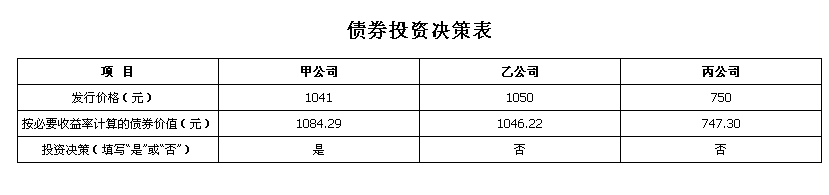 债券投资决策表
项 目 甲公司 乙公司 丙公司
发行价格（元） 1041 1050 750
按必要收益率计算的债券价值（元） 1084.29 1046.22 747.30
投资决策（填写“是”或“否”） 是 否 否